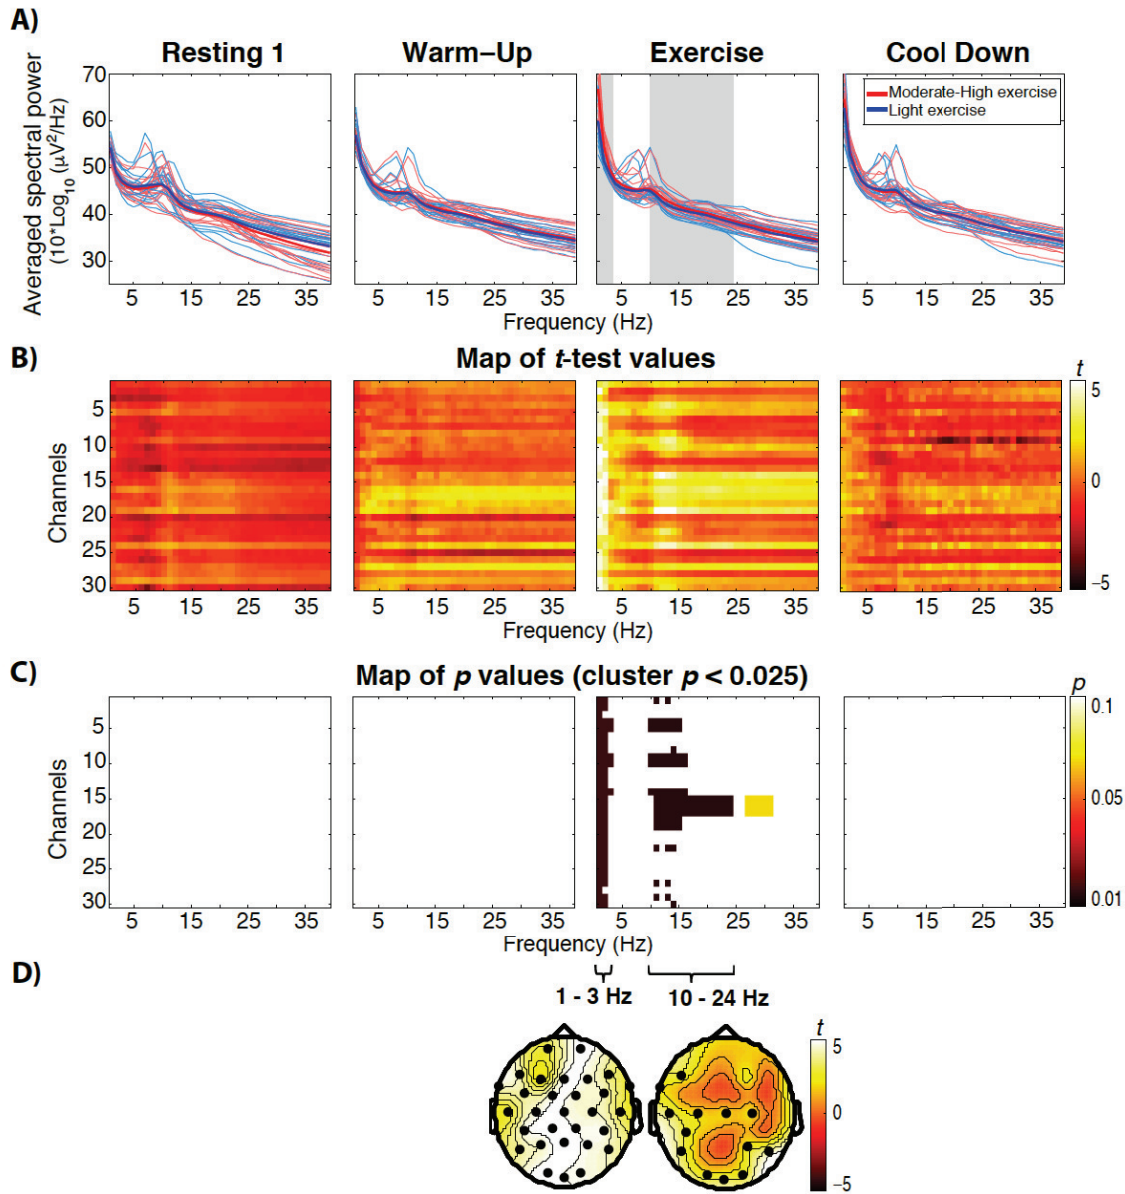 A)
Resting 1 Warm–Up Exercise Cool Down
Averaged spectral power
(10*Log10 (µV²/Hz)
70
60
50
40
30
Moderate-High exercise
Light exercise
5 15 25 35 5 15 25 35 5 15 25 35 5 15 25 35
Frequency (Hz)
B)
Map of t-test values
Channels
5
10
15
20
25
30
t
5
0
−5
5 15 25 35 5 15 25 35 5 15 25 35 5 15 25 35
Frequency (Hz)
C)
Map of p values (cluster p < 0.025)
Channels
5
10
15
20
25
30
p
0.1
0.05
0.01
5 15 25 35 5 15 25 35 5 15 25 35 5 15 25 35
Frequency (Hz)
D)
1 - 3 Hz 10 - 24 Hz
t
5
0
−5